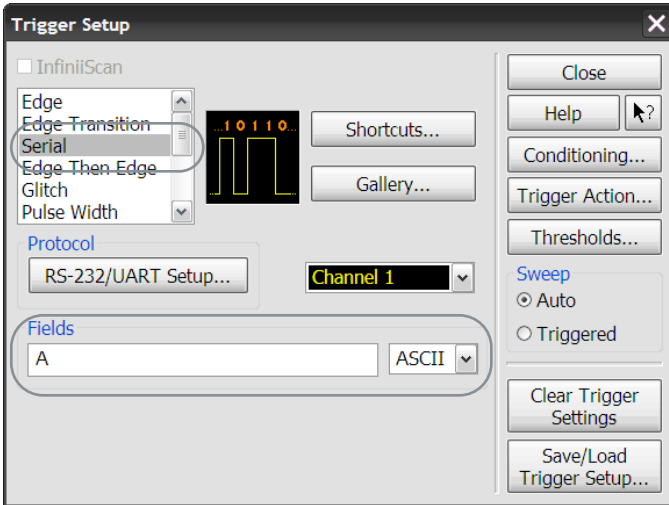 Trigger Setup
InfiniiScan
Edge
Edge Transition
Serial
Edge Then Edge
Glitch
Pulse Width
...1 0 1 1 0...
Shortcuts...
Gallery...
Protocol
RS-232/UART Setup...
Channel 1
Fields
A
ASCII
Close
Help
?
Conditioning...
Trigger Action...
Thresholds...
Sweep
Auto
Triggered
Clear Trigger
Settings
Save/Load
Trigger Setup...